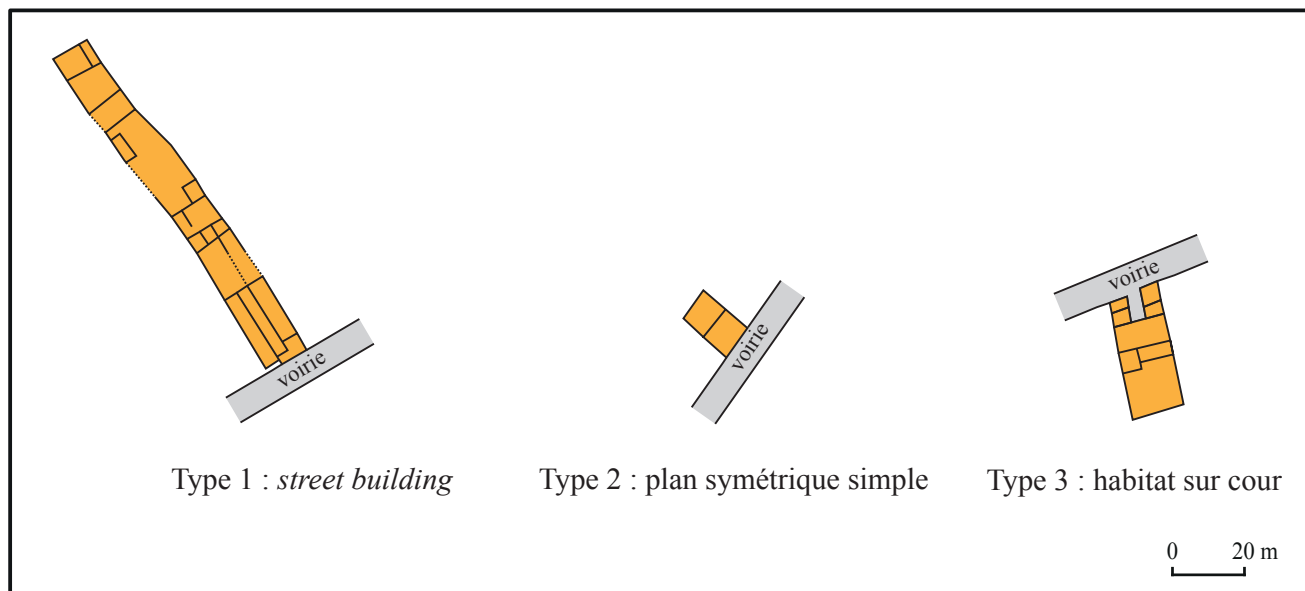 voirie
voirie
voirie
Type 1 : street building
Type 2 : plan symétrique simple
Type 3 : habitat sur cour
0 20 m